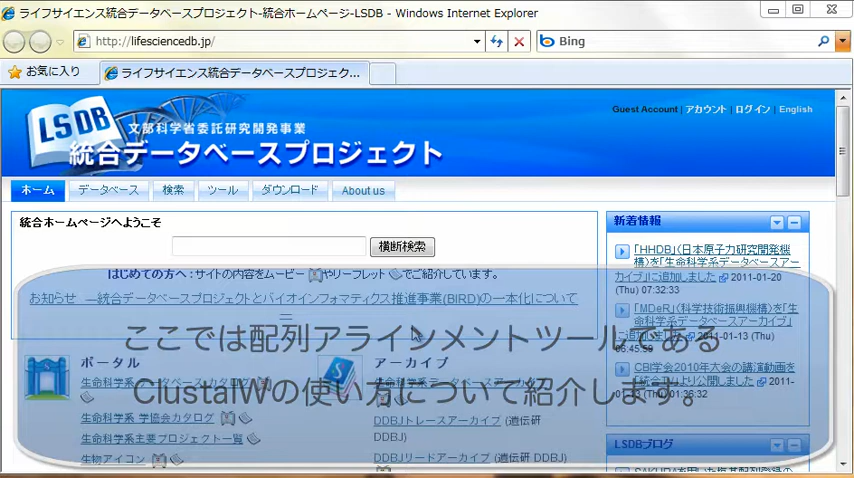 ライフサイエンス統合データベースプロジェクト-統合ホームページ-LSDB - Windows Internet Explorer
http://lifesciencedb.jp/
Bing
お気に入り
ライフサイエンス統合データベースプロジェク...
Guest Account | アカウント | ログイン | English
LSDB
文部科学省委託研究開発事業
統合データベースプロジェクト
ホーム データベース 検索 ツール ダウンロード About us
統合ホームページへようこそ
横断検索
はじめての方へ : サイトの内容をムービーやリーフレットでご紹介しています。
お知らせ ―統合データベースプロジェクトとバイオインフォマティクス推進事業(BIRD)の一本化について
―
ここでは配列アラインメントツールである
ClustalWの使い方について紹介します。
ポータル
生命科学系データベースカタログ
生命科学系 学協会カタログ
生命科学系主要プロジェクト一覧
生物アイコン
アーカイブ
生命科学系データベースアーカイブ
DDBJトレースアーカイブ (遺伝研
DDBJ)
DDBJリードアーカイブ (遺伝研 DDBJ)
新着情報
「HHDB」(日本原子力研究開発機
構)を「生命科学系データベースアー
カイブ」に追加しました 2011-01-20
(Thu) 07:32:33
「MDeR」(科学技術振興機構)を「生
命科学系データベースアーカイブ」
に追加しました 2011-01-13 (Thu)
06:45:59
CBI学会2010年大会の講演動画を
「統合TV」より公開しました 2011-
01-13 (Thu) 01:36:32
LSDBブログ